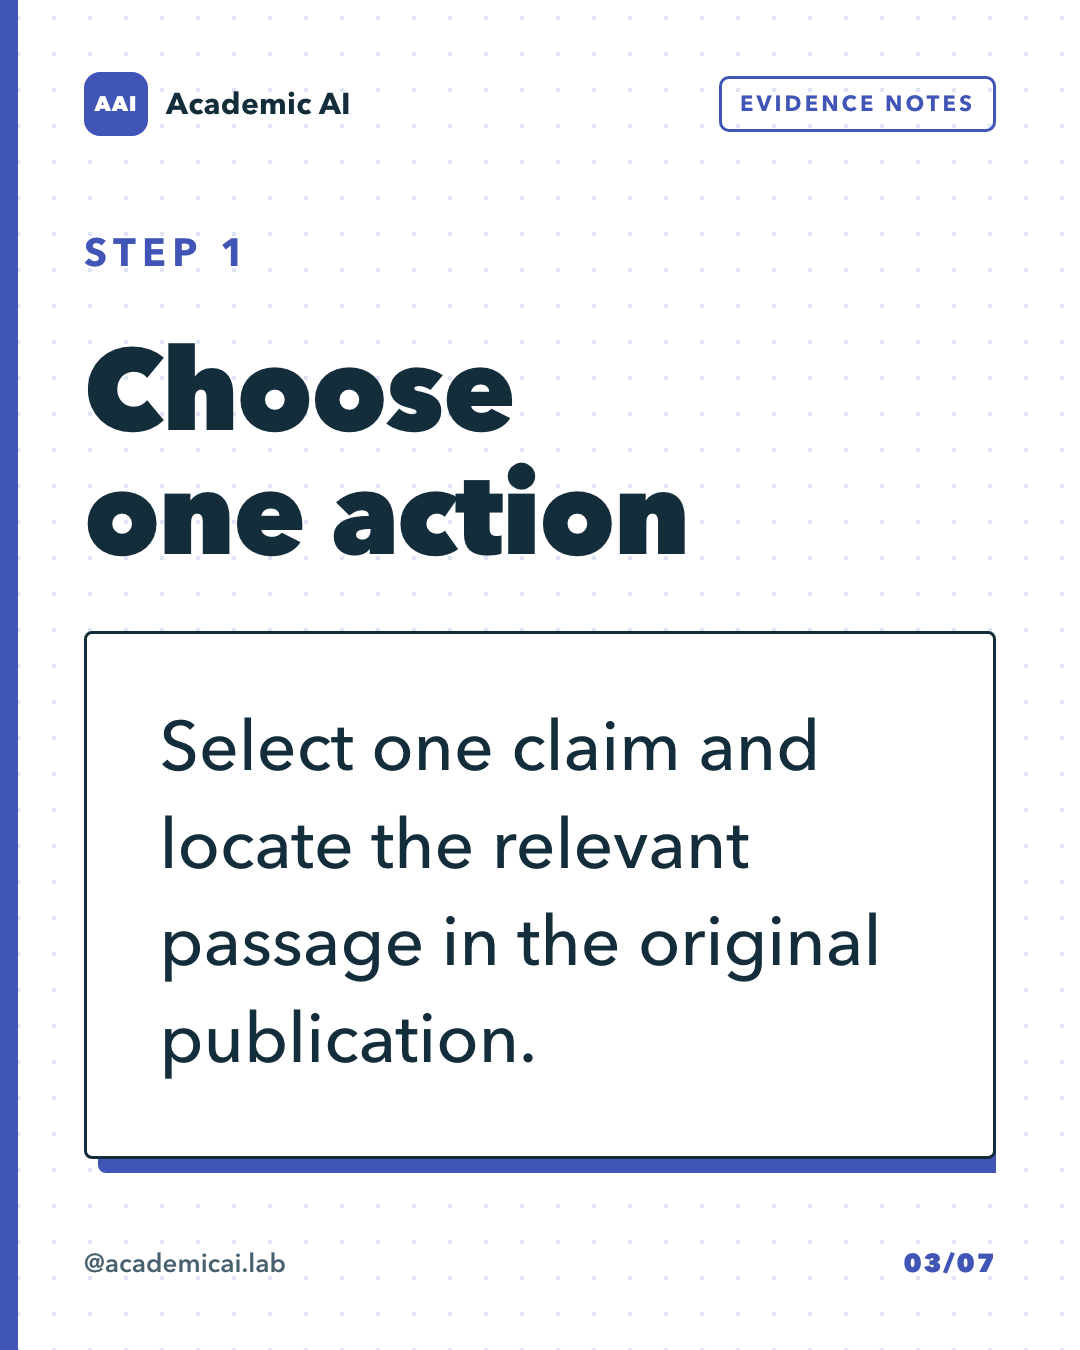 AAI
Academic AI
EVIDENCE NOTES
STEP 1
Choose
one action
Select one claim and
locate the relevant
passage in the original
publication.
@academicai.lab
03/07